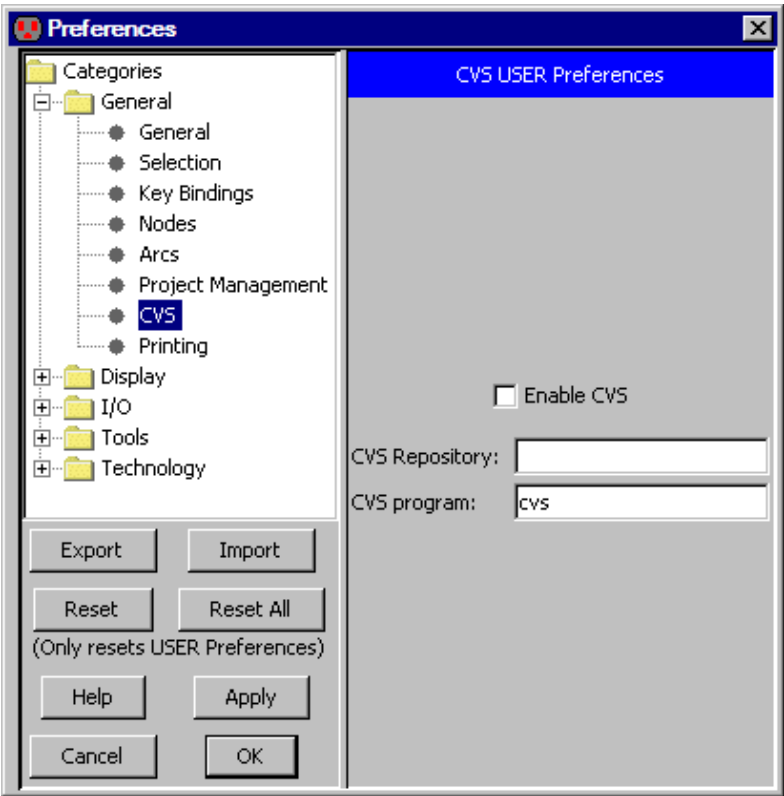 Preferences
Categories
General
General
Selection
Key Bindings
Nodes
Arcs
Project Management
CVS
Printing
Display
I/O
Tools
Technology
Export
Import
Reset
Reset All
(Only resets USER Preferences)
Help
Apply
Cancel
OK
CVS USER Preferences
Enable CVS
CVS Repository:
CVS program: cvs